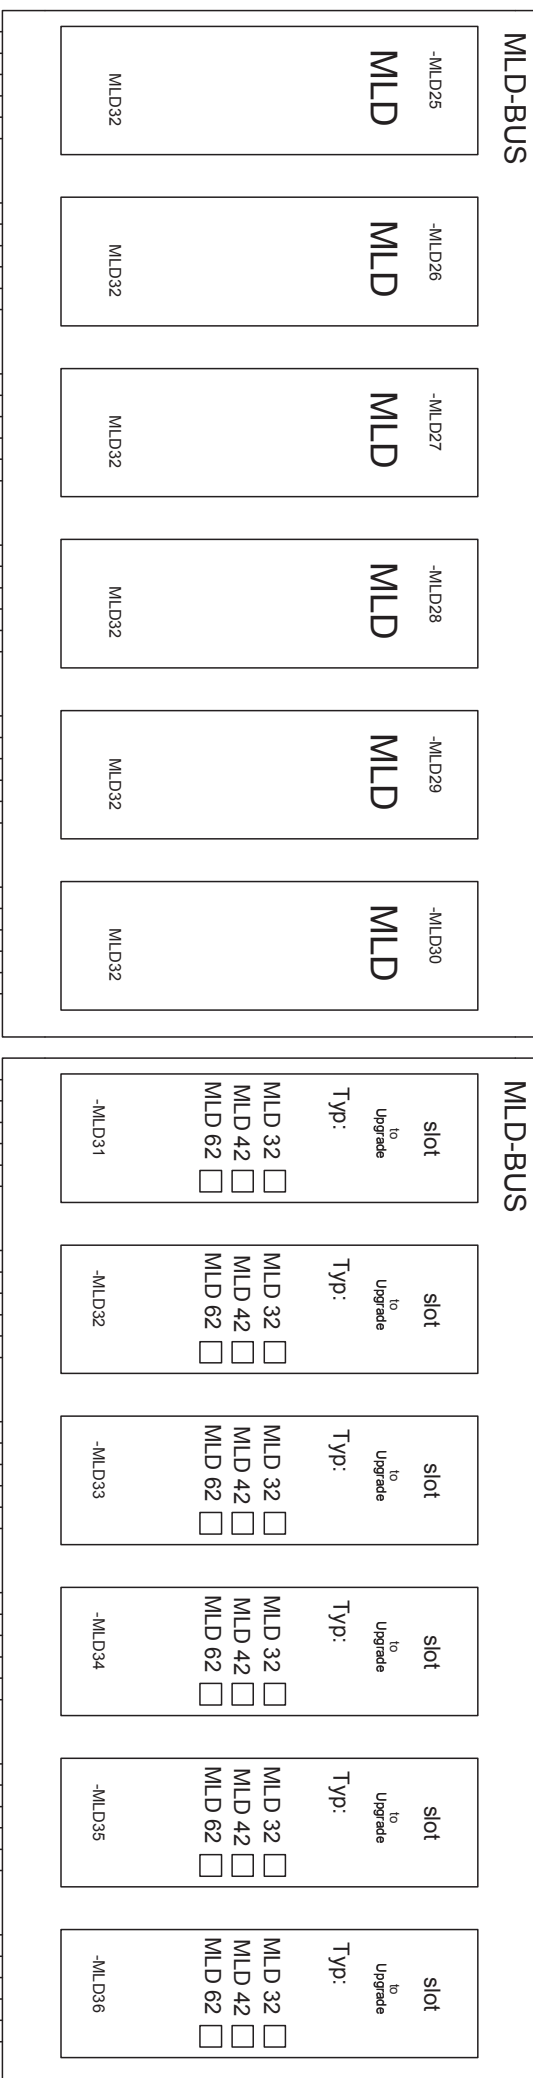 MLD-BUS
-MLD25
MLD
MLD32
-MLD26
MLD
MLD32
-MLD27
MLD
MLD32
-MLD28
MLD
MLD32
-MLD29
MLD
MLD32
-MLD30
MLD
MLD32
MLD-BUS
slot
to
Upgrade
Typ:
MLD 32
MLD 42
MLD 62
-MLD31
slot
to
Upgrade
Typ:
MLD 32
MLD 42
MLD 62
-MLD32
slot
to
Upgrade
Typ:
MLD 32
MLD 42
MLD 62
-MLD33
slot
to
Upgrade
Typ:
MLD 32
MLD 42
MLD 62
-MLD34
slot
to
Upgrade
Typ:
MLD 32
MLD 42
MLD 62
-MLD35
slot
to
Upgrade
Typ:
MLD 32
MLD 42
MLD 62
-MLD36